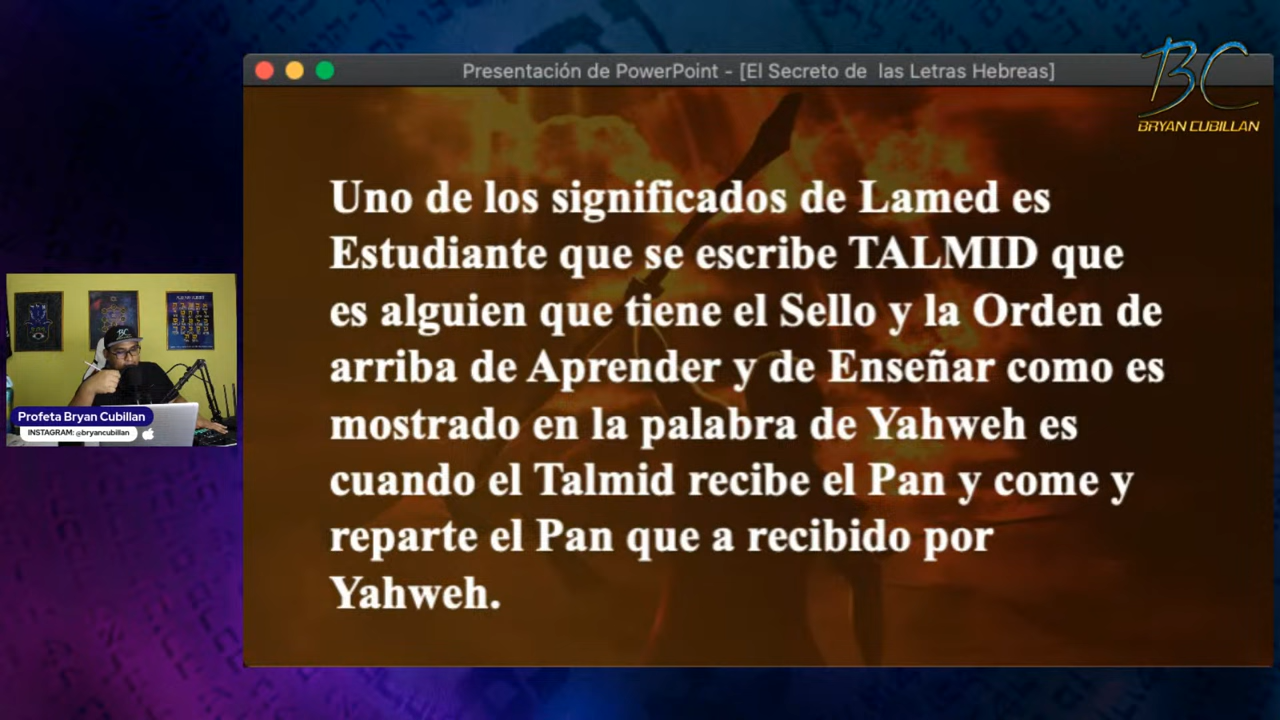 Presentación de PowerPoint - [El Secreto de las Letras Hebreas]
BC
BRYAN CUBILLAN
Uno de los significados de Lamed es
Estudiante que se escribe TALMID que
es alguien que tiene el Sello y la Orden de
arriba de Aprender y de Enseñar como es
mostrado en la palabra de Yahweh es
cuando el Talmid recibe el Pan y come y
reparte el Pan que a recibido por
Yahweh.
Profeta Bryan Cubillan
INSTAGRAM: @bryancubillan